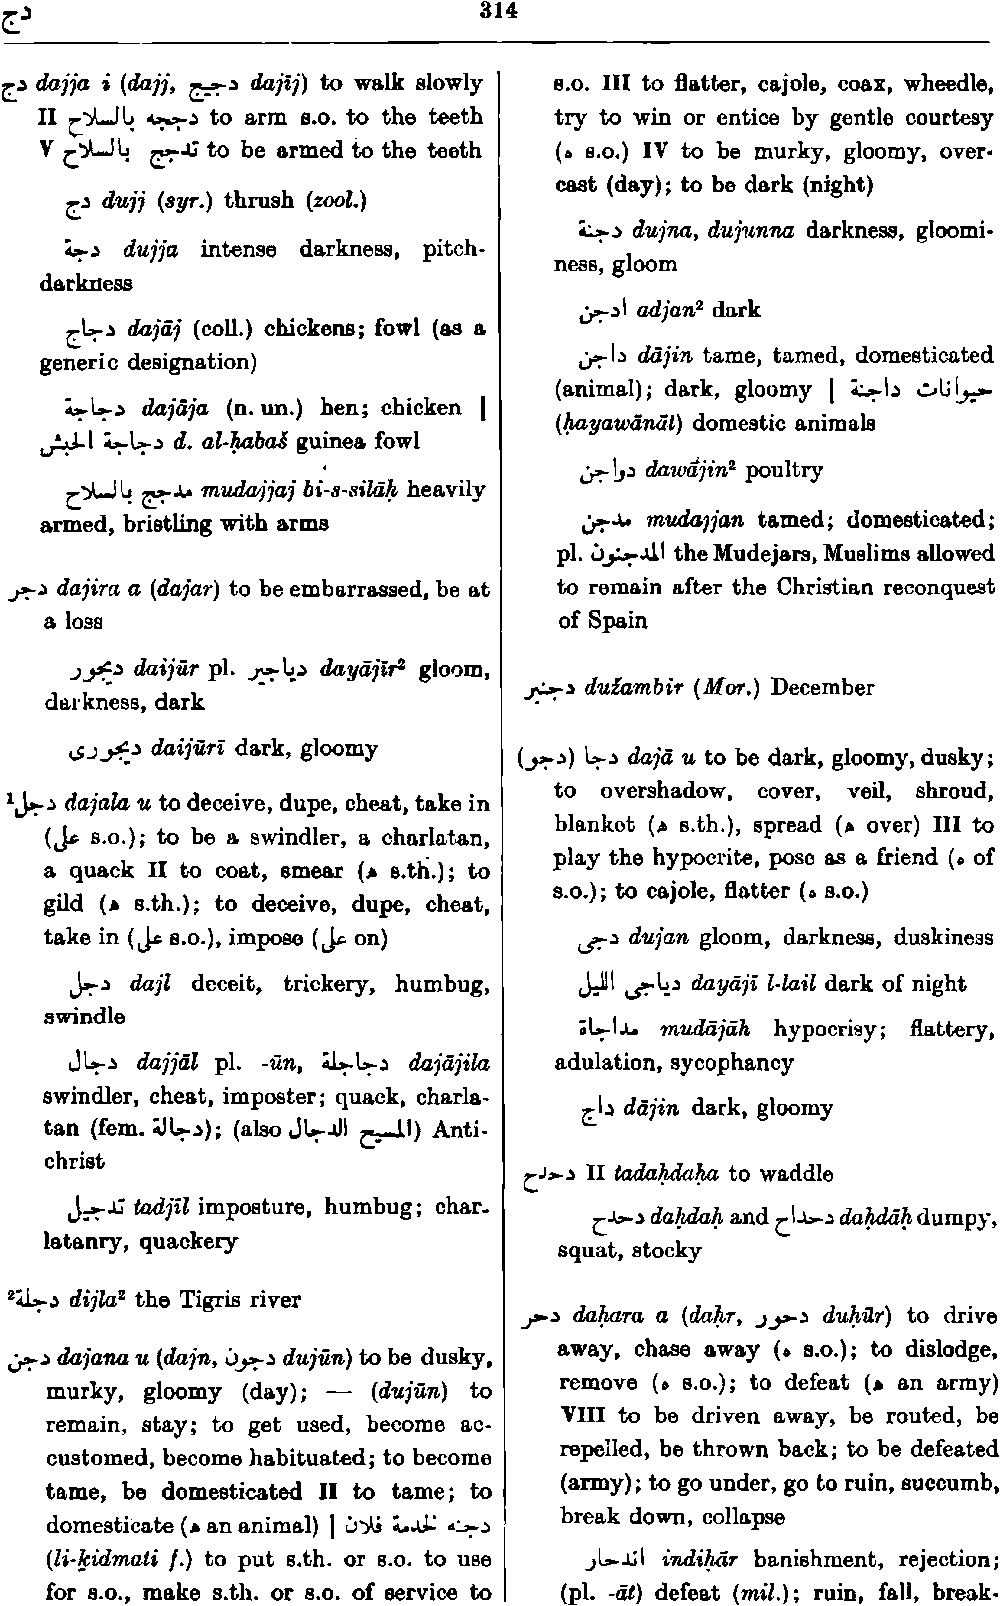 دج
314
دج dajja i (dajj, دجيج dajīj) to walk slowly
II دججه بالسلاح to arm s.o. to the teeth
V تدجج بالسلاح to be armed to the teeth
دج dujj (syr.) thrush (zool.)
دجة dujja intense darkness, pitch-
darkness
دجاج dajāj (coll.) chickens; fowl (as a
generic designation)
دجاجة dajāja (n. un.) hen; chicken |
دجاجة الحبش d. al-ḥabaš guinea fowl
مدجج بالسلاح mudajjaj bi-s-silāḥ heavily
armed, bristling with arms
دجر dajira a (dajar) to be embarrassed, be at
a loss
ديجور daijūr pl. دياجير dayājīr² gloom,
darkness, dark
ديجورى daijūrī dark, gloomy
¹دجل dajala u to deceive, dupe, cheat, take in
(على s.o.); to be a swindler, a charlatan,
a quack II to coat, smear (ه s.th.); to
gild (ه s.th.); to deceive, dupe, cheat,
take in (على s.o.), impose (على on)
دجل dajl deceit, trickery, humbug,
swindle
دجال dajjāl pl. -ūn, دجاجلة dajājila
swindler, cheat, imposter; quack, charla-
tan (fem. دجالة); (also المسيح الدجال) Anti-
christ
تدجيل tadjīl imposture, humbug; char-
latanry, quackery
²دجلة dijla² the Tigris river
دجن dajana u (dajn, دجون dujūn) to be dusky,
murky, gloomy (day); — (dujūn) to
remain, stay; to get used, become ac-
customed, become habituated; to become
tame, be domesticated II to tame; to
domesticate (ه an animal) | دجنه لخدمة فلان
(li-ḵidmati f.) to put s.th. or s.o. to use
for s.o., make s.th. or s.o. of service to
s.o. III to flatter, cajole, coax, wheedle,
try to win or entice by gentle courtesy
(ه s.o.) IV to be murky, gloomy, over-
cast (day); to be dark (night)
دجنة dujna, dujunna darkness, gloomi-
ness, gloom
ادجن adjan² dark
داجن dājin tame, tamed, domesticated
(animal); dark, gloomy | حيوانات داجنة
(ḥayawānāt) domestic animals
دواجن dawājin² poultry
مدجن mudajjan tamed; domesticated;
pl. المدجنون the Mudejars, Muslims allowed
to remain after the Christian reconquest
of Spain
دجنبر dužambir (Mor.) December
(دجو) دجا dajā u to be dark, gloomy, dusky;
to overshadow, cover, veil, shroud,
blanket (ه s.th.), spread (ه over) III to
play the hypocrite, pose as a friend (ه of
s.o.); to cajole, flatter (ه s.o.)
دجى dujan gloom, darkness, duskiness
دياجى الليل dayājī l-lail dark of night
مداجاة mudājāh hypocrisy; flattery,
adulation, sycophancy
داج dājin dark, gloomy
دحدح II tadaḥdaḥa to waddle
دحدح daḥdaḥ and دحداح daḥdāḥ dumpy,
squat, stocky
دحر daḥara a (daḥr, دحور duḥūr) to drive
away, chase away (ه s.o.); to dislodge,
remove (ه s.o.); to defeat (ه an army)
VIII to be driven away, be routed, be
repelled, be thrown back; to be defeated
(army); to go under, go to ruin, succumb,
break down, collapse
اندحار indiḥār banishment, rejection;
(pl. -āt) defeat (mil.); ruin, fall, break-